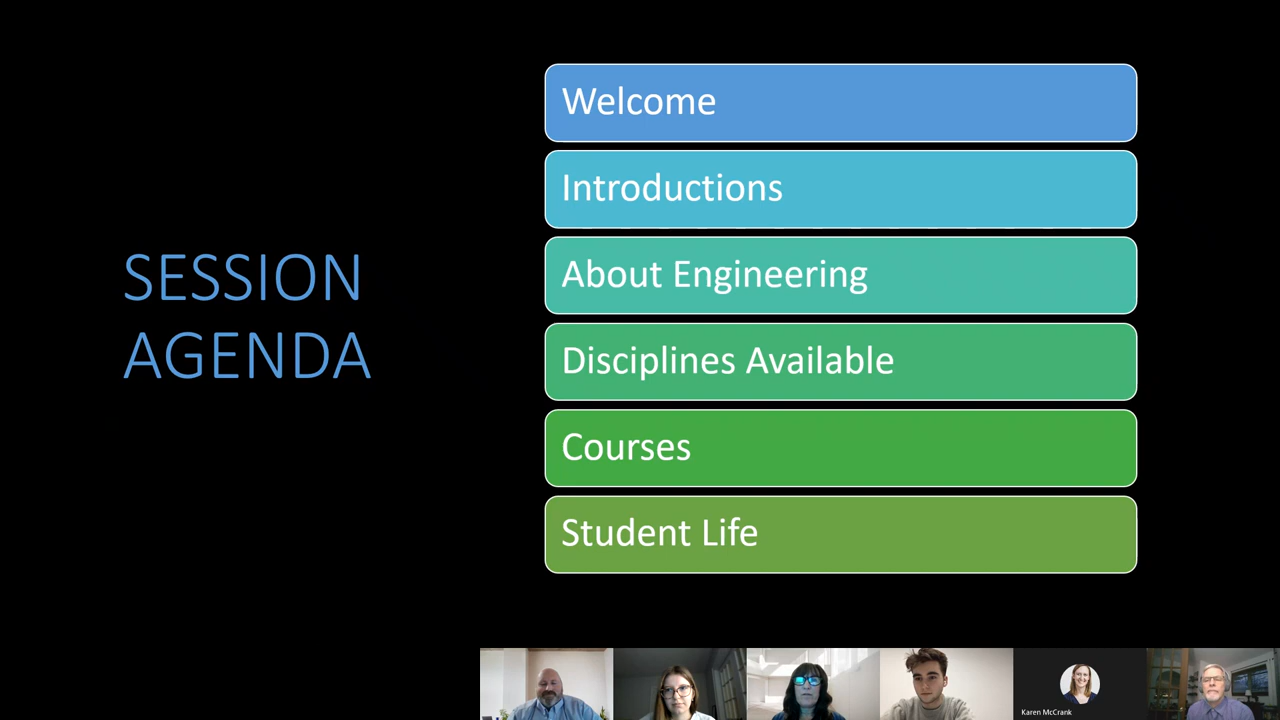 SESSION
AGENDA
Welcome
Introductions
About Engineering
Disciplines Available
Courses
Student Life
Karen McCrank